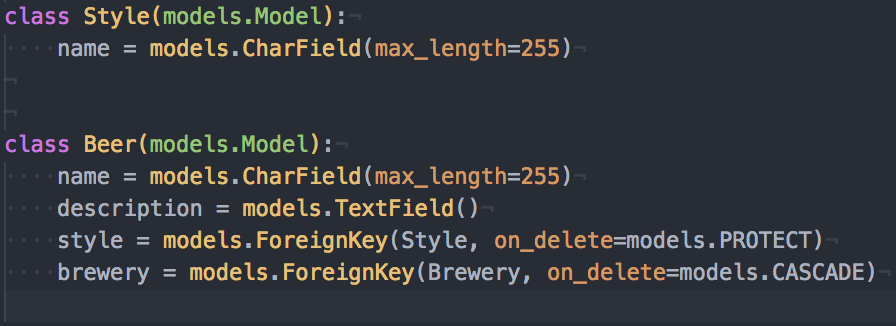 class Style(models.Model):¬
····name = models.CharField(max_length=255)¬
¬
¬
class Beer(models.Model):¬
····name = models.CharField(max_length=255)¬
····description = models.TextField()¬
····style = models.ForeignKey(Style, on_delete=models.PROTECT)¬
····brewery = models.ForeignKey(Brewery, on_delete=models.CASCADE)¬